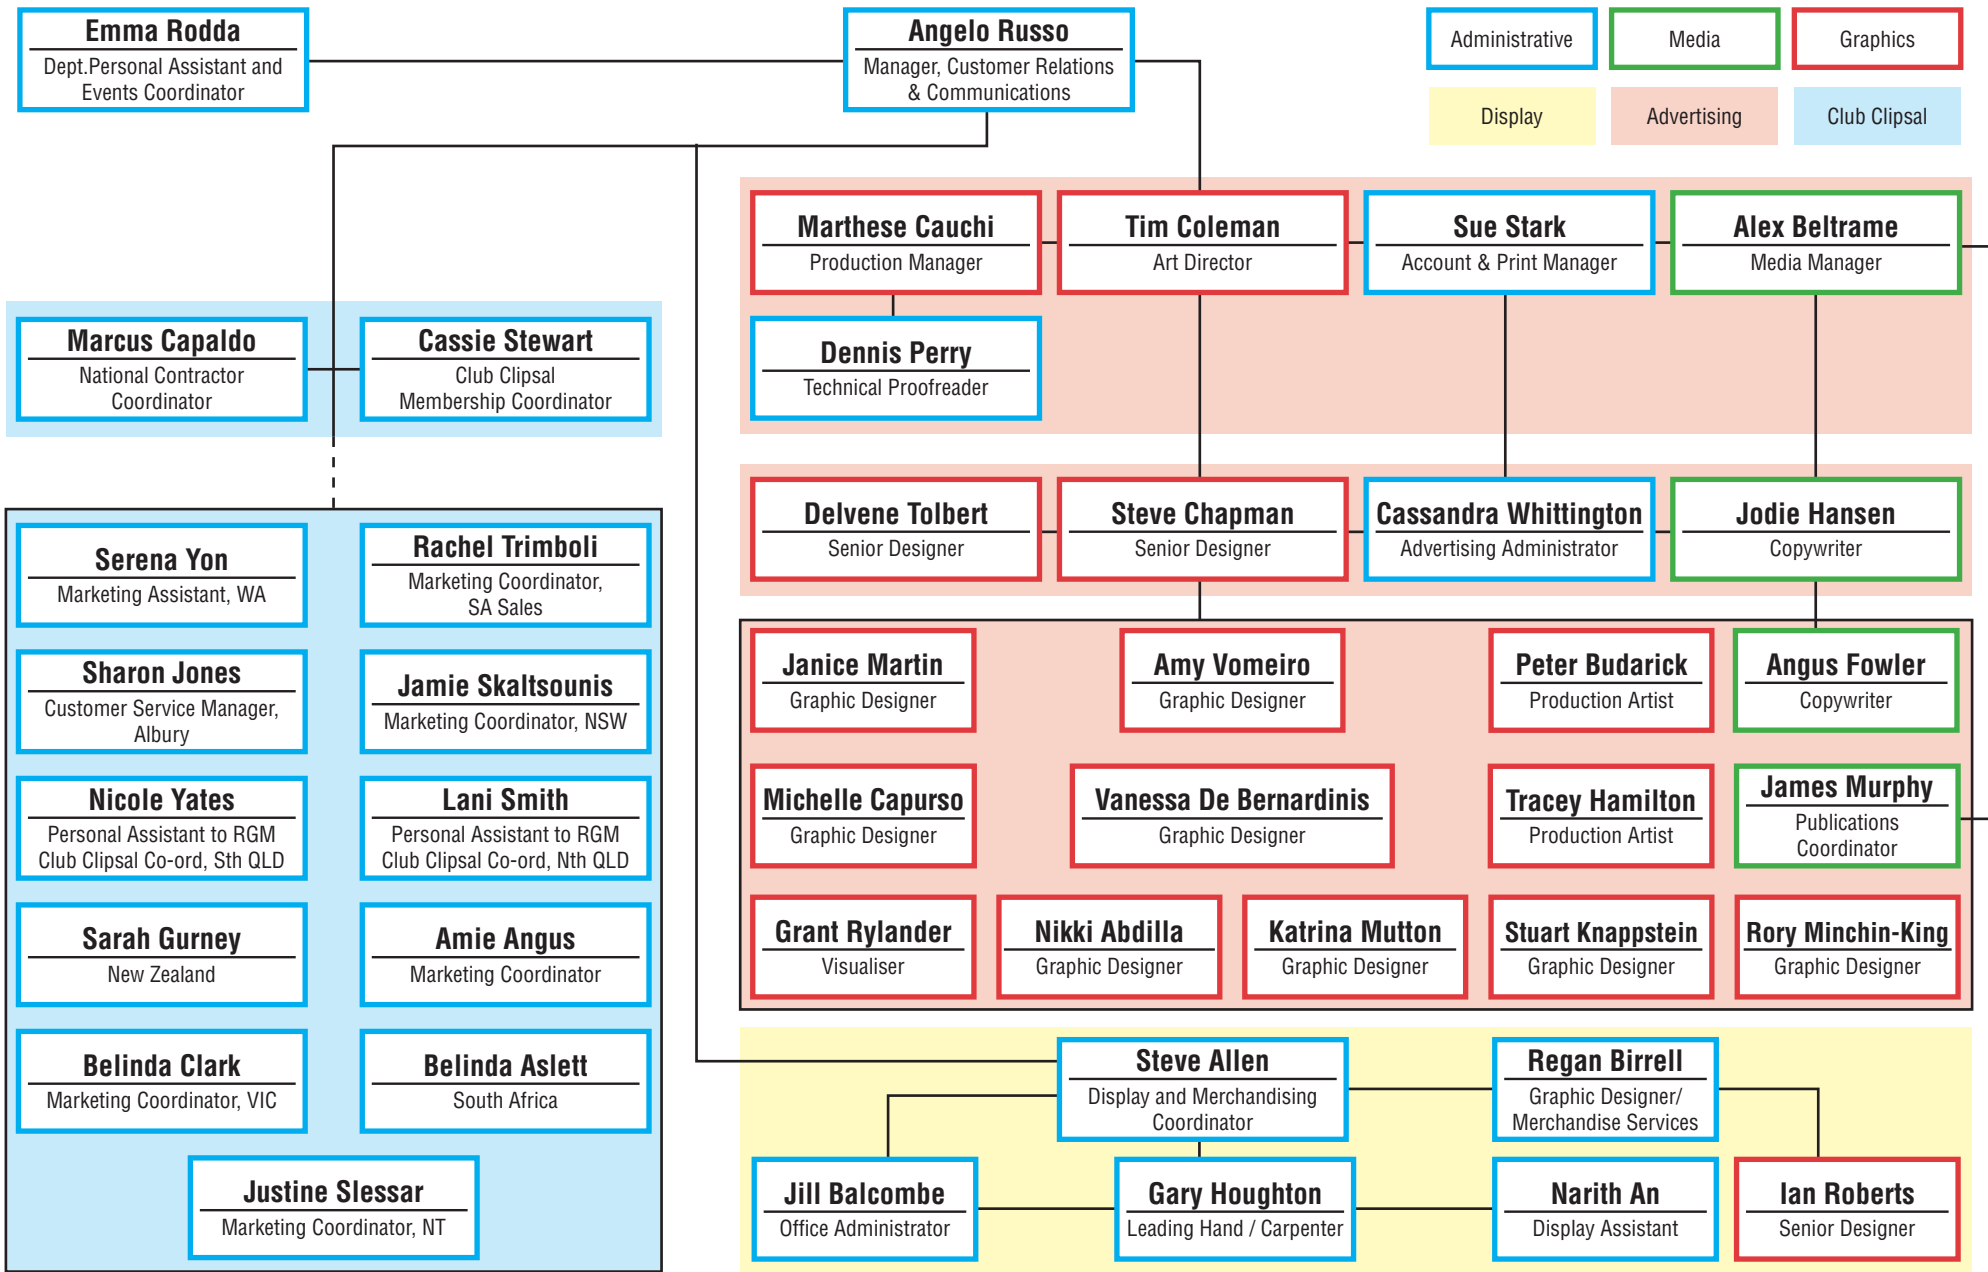 Emma Rodda
Dept.Personal Assistant and
Events Coordinator
Angelo Russo
Manager, Customer Relations
& Communications
Administrative
Media
Graphics
Display
Advertising
Club Clipsal
Marthese Cauchi
Production Manager
Tim Coleman
Art Director
Sue Stark
Account & Print Manager
Alex Beltrame
Media Manager
Marcus Capaldo
National Contractor
Coordinator
Cassie Stewart
Club Clipsal
Membership Coordinator
Dennis Perry
Technical Proofreader
Delvene Tolbert
Senior Designer
Steve Chapman
Senior Designer
Cassandra Whittington
Advertising Administrator
Jodie Hansen
Copywriter
Serena Yon
Marketing Assistant, WA
Rachel Trimboli
Marketing Coordinator,
SA Sales
Sharon Jones
Customer Service Manager,
Albury
Jamie Skaltsounis
Marketing Coordinator, NSW
Nicole Yates
Personal Assistant to RGM
Club Clipsal Co-ord, Sth QLD
Lani Smith
Personal Assistant to RGM
Club Clipsal Co-ord, Nth QLD
Sarah Gurney
New Zealand
Amie Angus
Marketing Coordinator
Belinda Clark
Marketing Coordinator, VIC
Belinda Aslett
South Africa
Justine Slessar
Marketing Coordinator, NT
Janice Martin
Graphic Designer
Amy Vomeiro
Graphic Designer
Peter Budarick
Production Artist
Angus Fowler
Copywriter
Michelle Capurso
Graphic Designer
Vanessa De Bernardinis
Graphic Designer
Tracey Hamilton
Production Artist
James Murphy
Publications
Coordinator
Grant Rylander
Visualiser
Nikki Abdilla
Graphic Designer
Katrina Mutton
Graphic Designer
Stuart Knappstein
Graphic Designer
Rory Minchin-King
Graphic Designer
Steve Allen
Display and Merchandising
Coordinator
Regan Birrell
Graphic Designer/
Merchandise Services
Jill Balcombe
Office Administrator
Gary Houghton
Leading Hand / Carpenter
Narith An
Display Assistant
Ian Roberts
Senior Designer